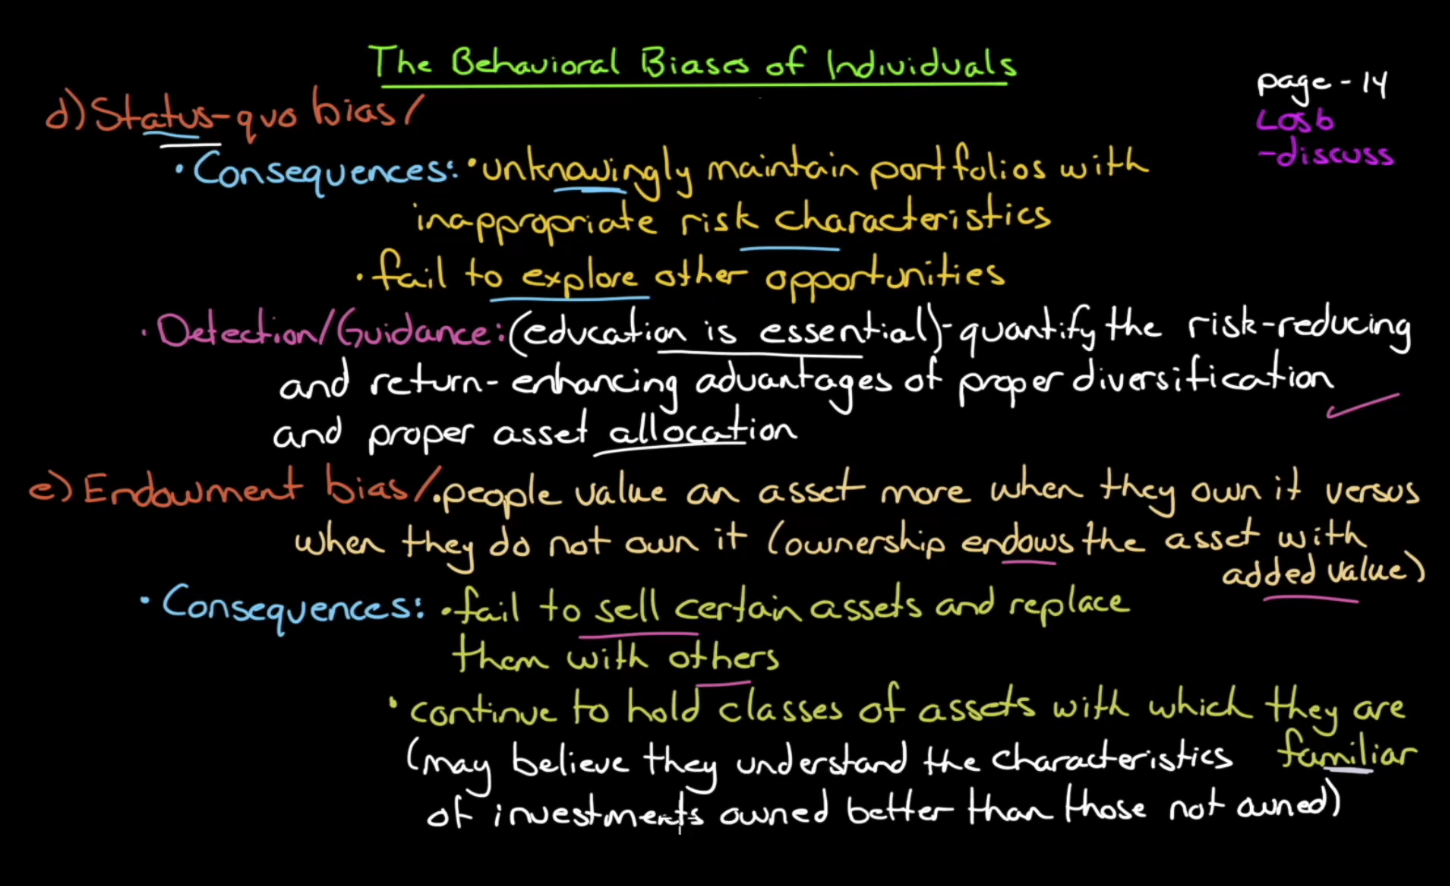 The Behavioral Biases of Individuals
page - 14
LOS b
- discuss
d) Status-quo bias/
• Consequences: • unknowingly maintain portfolios with
inappropriate risk characteristics
• fail to explore other opportunities
• Detection/Guidance: (education is essential) - quantify the risk-reducing
and return-enhancing advantages of proper diversification
and proper asset allocation
e) Endowment bias/ • people value an asset more when they own it versus
when they do not own it (ownership endows the asset with
added value)
• Consequences: • fail to sell certain assets and replace
them with others
• continue to hold classes of assets with which they are
familiar
(may believe they understand the characteristics
of investments owned better than those not owned)